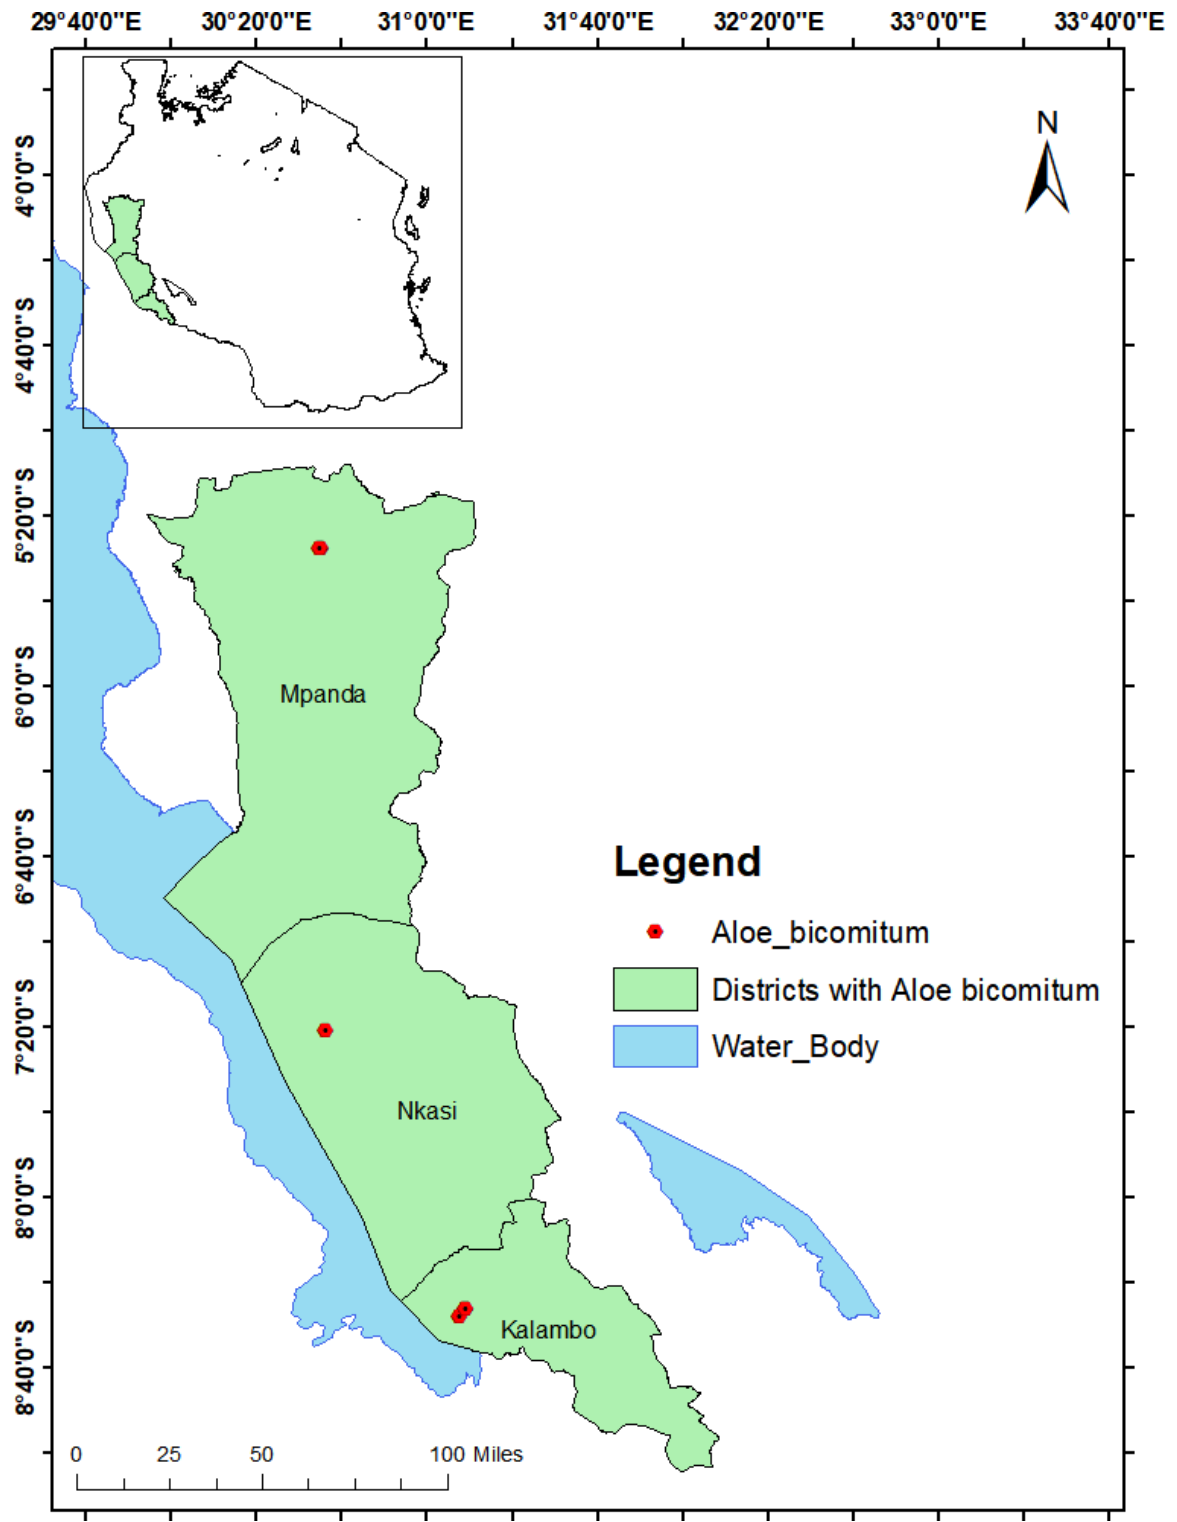 29°40'0"E 30°20'0"E 31°0'0"E 31°40'0"E 32°20'0"E 33°0'0"E 33°40'0"E
N
4°0'0"S
4°40'0"S
5°20'0"S
6°0'0"S
Mpanda
6°40'0"S
Legend
Aloe_bicomitum
Districts with Aloe bicomitum
7°20'0"S
Water_Body
Nkasi
8°0'0"S
Kalambo
8°40'0"S
0 25 50 100 Miles